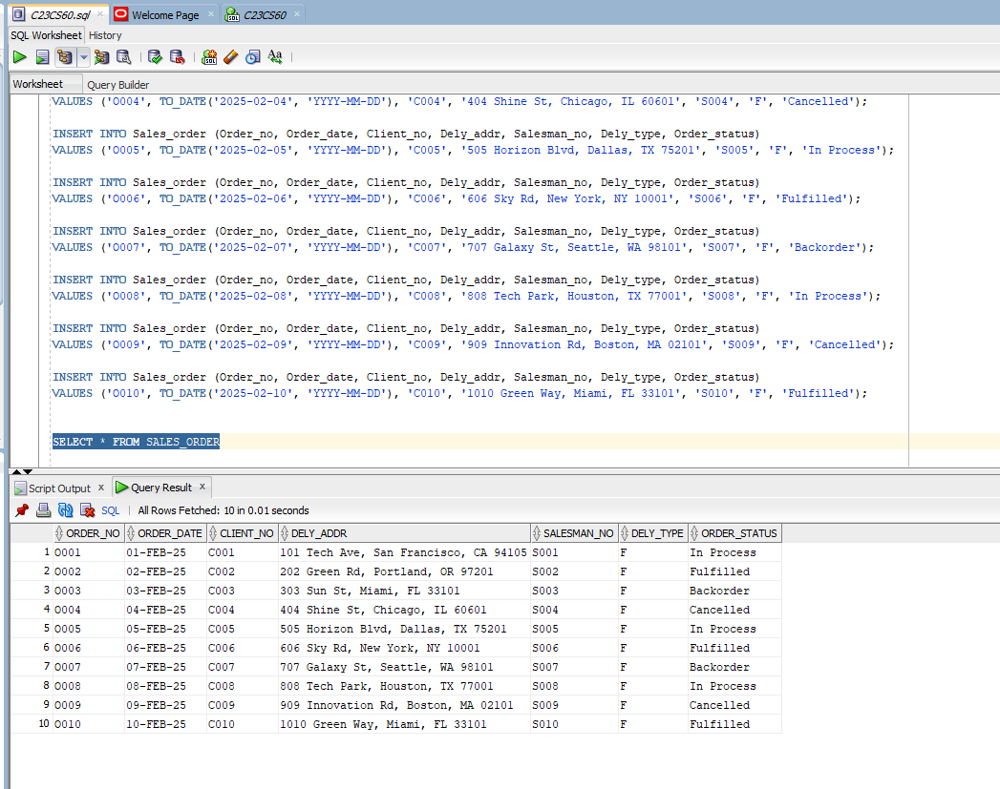 C23CS60.sql × Welcome Page × C23CS60 ×
SQL Worksheet History
Worksheet Query Builder
VALUES ('O004', TO_DATE('2025-02-04', 'YYYY-MM-DD'), 'C004', '404 Shine St, Chicago, IL 60601', 'S004', 'F', 'Cancelled');
INSERT INTO Sales_order (Order_no, Order_date, Client_no, Dely_addr, Salesman_no, Dely_type, Order_status)
VALUES ('O005', TO_DATE('2025-02-05', 'YYYY-MM-DD'), 'C005', '505 Horizon Blvd, Dallas, TX 75201', 'S005', 'F', 'In Process');
INSERT INTO Sales_order (Order_no, Order_date, Client_no, Dely_addr, Salesman_no, Dely_type, Order_status)
VALUES ('O006', TO_DATE('2025-02-06', 'YYYY-MM-DD'), 'C006', '606 Sky Rd, New York, NY 10001', 'S006', 'F', 'Fulfilled');
INSERT INTO Sales_order (Order_no, Order_date, Client_no, Dely_addr, Salesman_no, Dely_type, Order_status)
VALUES ('O007', TO_DATE('2025-02-07', 'YYYY-MM-DD'), 'C007', '707 Galaxy St, Seattle, WA 98101', 'S007', 'F', 'Backorder');
INSERT INTO Sales_order (Order_no, Order_date, Client_no, Dely_addr, Salesman_no, Dely_type, Order_status)
VALUES ('O008', TO_DATE('2025-02-08', 'YYYY-MM-DD'), 'C008', '808 Tech Park, Houston, TX 77001', 'S008', 'F', 'In Process');
INSERT INTO Sales_order (Order_no, Order_date, Client_no, Dely_addr, Salesman_no, Dely_type, Order_status)
VALUES ('O009', TO_DATE('2025-02-09', 'YYYY-MM-DD'), 'C009', '909 Innovation Rd, Boston, MA 02101', 'S009', 'F', 'Cancelled');
INSERT INTO Sales_order (Order_no, Order_date, Client_no, Dely_addr, Salesman_no, Dely_type, Order_status)
VALUES ('O010', TO_DATE('2025-02-10', 'YYYY-MM-DD'), 'C010', '1010 Green Way, Miami, FL 33101', 'S010', 'F', 'Fulfilled');
SELECT * FROM SALES_ORDER
Script Output × Query Result ×
SQL | All Rows Fetched: 10 in 0.01 seconds
ORDER_NO ORDER_DATE CLIENT_NO DELY_ADDR SALESMAN_NO DELY_TYPE ORDER_STATUS
1 O001 01-FEB-25 C001 101 Tech Ave, San Francisco, CA 94105 S001 F In Process
2 O002 02-FEB-25 C002 202 Green Rd, Portland, OR 97201 S002 F Fulfilled
3 O003 03-FEB-25 C003 303 Sun St, Miami, FL 33101 S003 F Backorder
4 O004 04-FEB-25 C004 404 Shine St, Chicago, IL 60601 S004 F Cancelled
5 O005 05-FEB-25 C005 505 Horizon Blvd, Dallas, TX 75201 S005 F In Process
6 O006 06-FEB-25 C006 606 Sky Rd, New York, NY 10001 S006 F Fulfilled
7 O007 07-FEB-25 C007 707 Galaxy St, Seattle, WA 98101 S007 F Backorder
8 O008 08-FEB-25 C008 808 Tech Park, Houston, TX 77001 S008 F In Process
9 O009 09-FEB-25 C009 909 Innovation Rd, Boston, MA 02101 S009 F Cancelled
10 O010 10-FEB-25 C010 1010 Green Way, Miami, FL 33101 S010 F Fulfilled